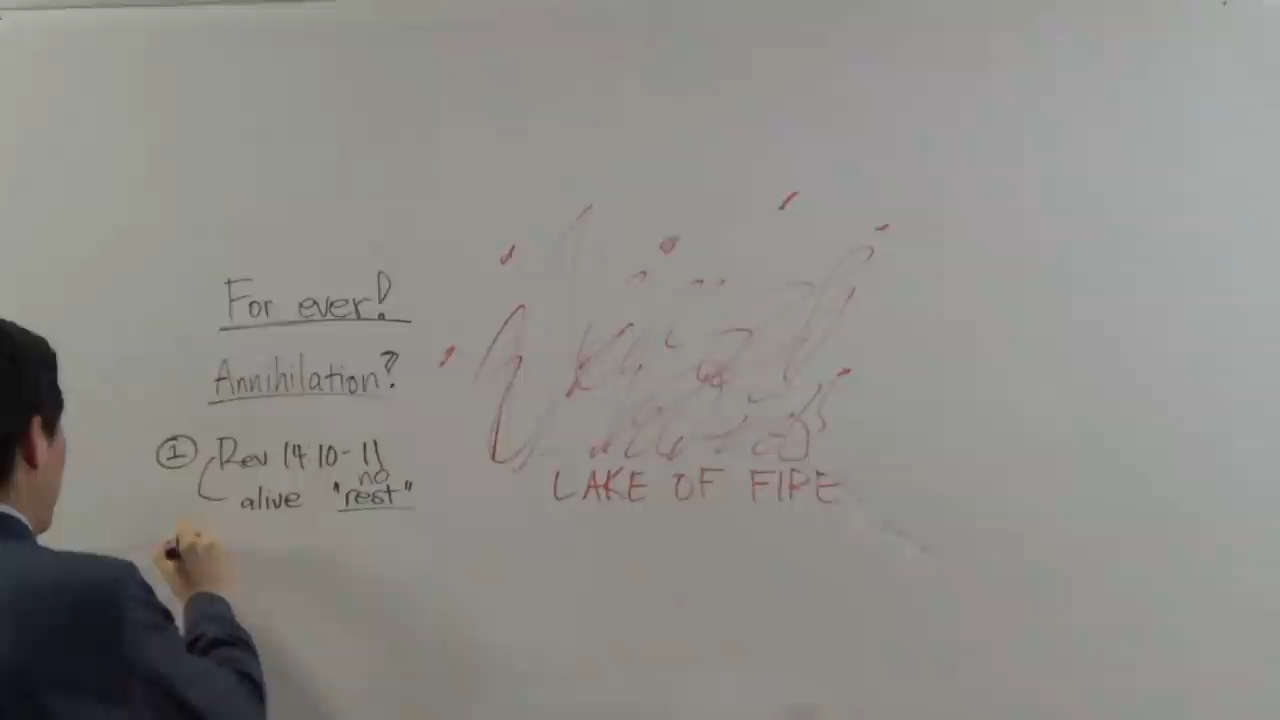 For ever!
Annihilation?
① Rev 14 10-11
no
alive "rest"
LAKE OF FIRE